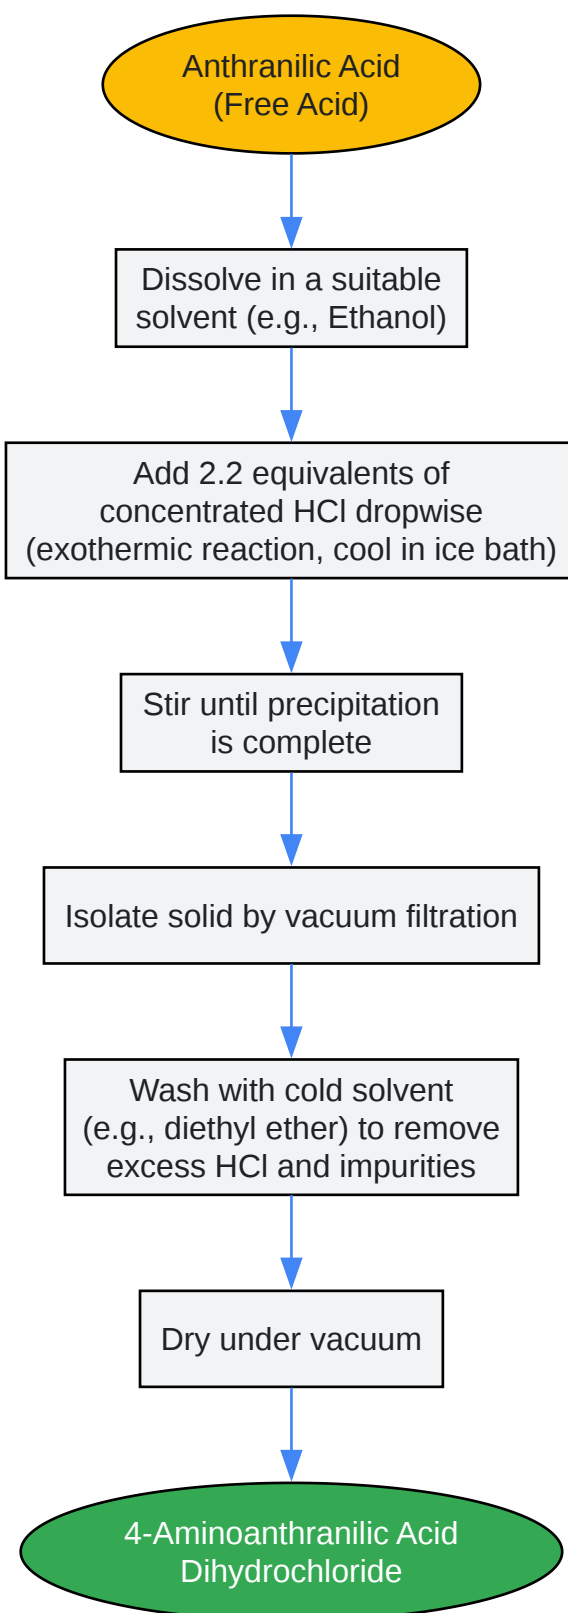 Anthranilic Acid
(Free Acid)
Dissolve in a suitable
solvent (e.g., Ethanol)
Add 2.2 equivalents of
concentrated HCl dropwise
(exothermic reaction, cool in ice bath)
Stir until precipitation
is complete
Isolate solid by vacuum filtration
Wash with cold solvent
(e.g., diethyl ether) to remove
excess HCl and impurities
Dry under vacuum
4-Aminoanthranilic Acid
Dihydrochloride